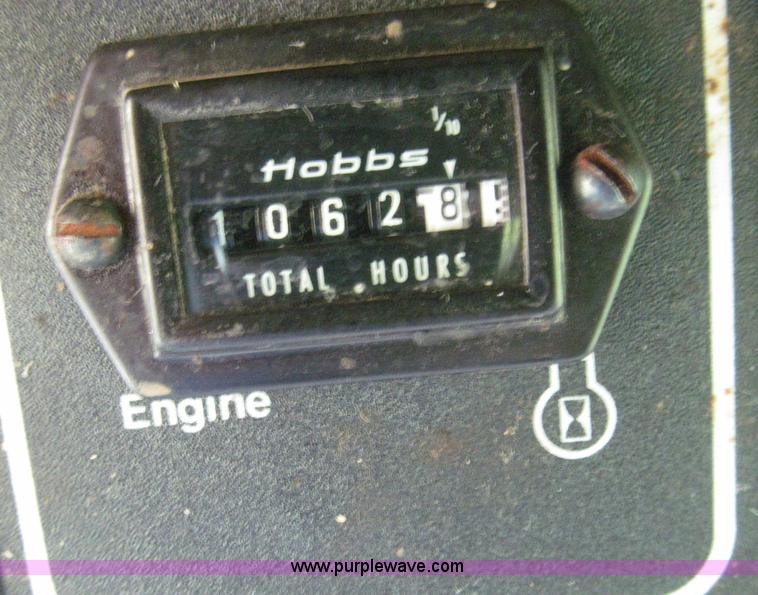 1/10
Hobbs
1 0 6 2 8
TOTAL HOURS
Engine
www.purplewave.com